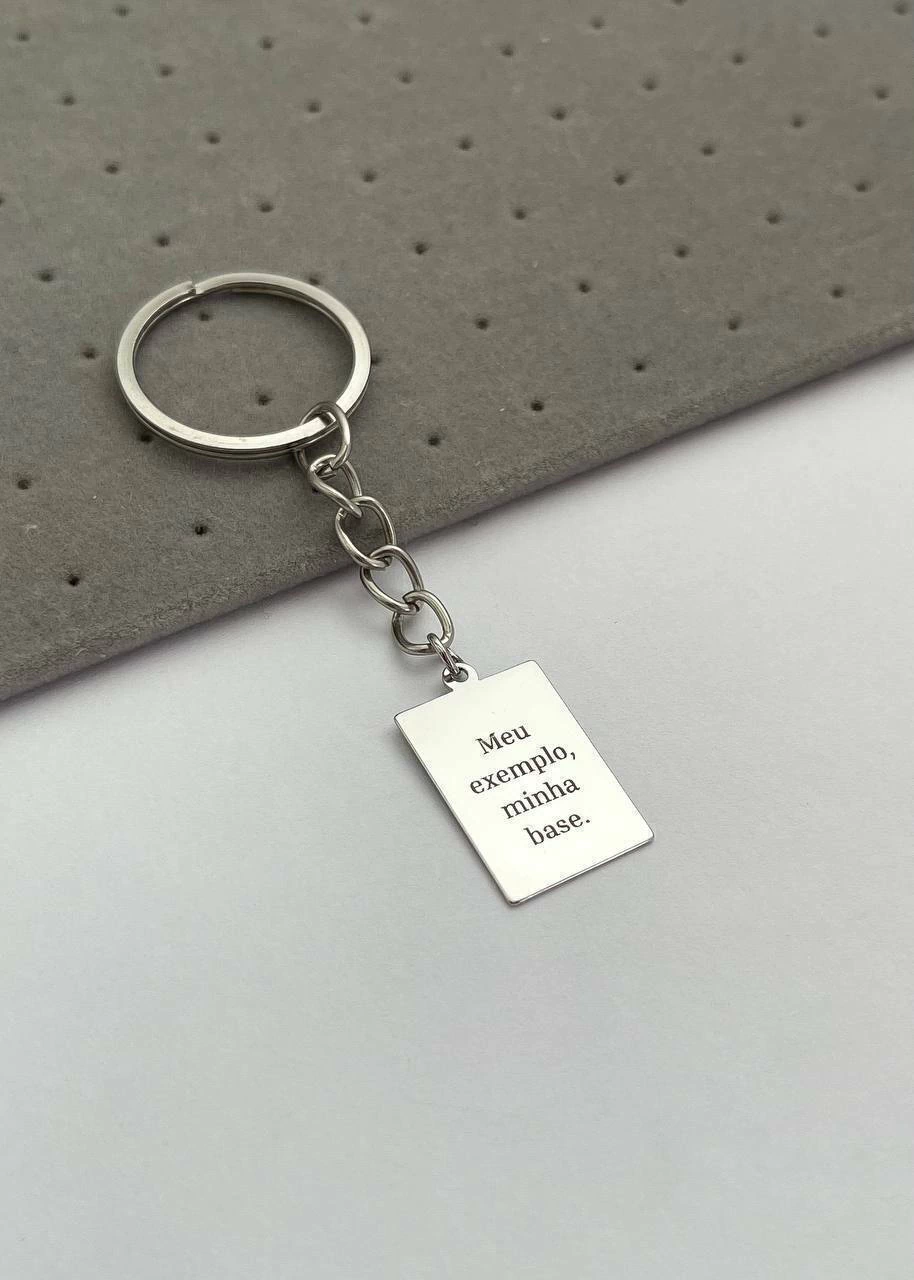 Meu
exemplo,
minha
base.